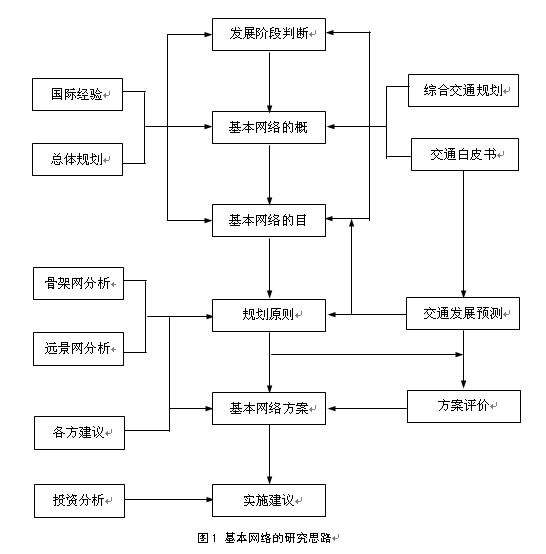 发展阶段判断
国际经验
综合交通规划
基本网络的概
总体规划
交通白皮书
基本网络的目
骨架网分析
规划原则
交通发展预测
远景网分析
基本网络方案
方案评价
各方建议
投资分析
实施建议
图1 基本网络的研究思路